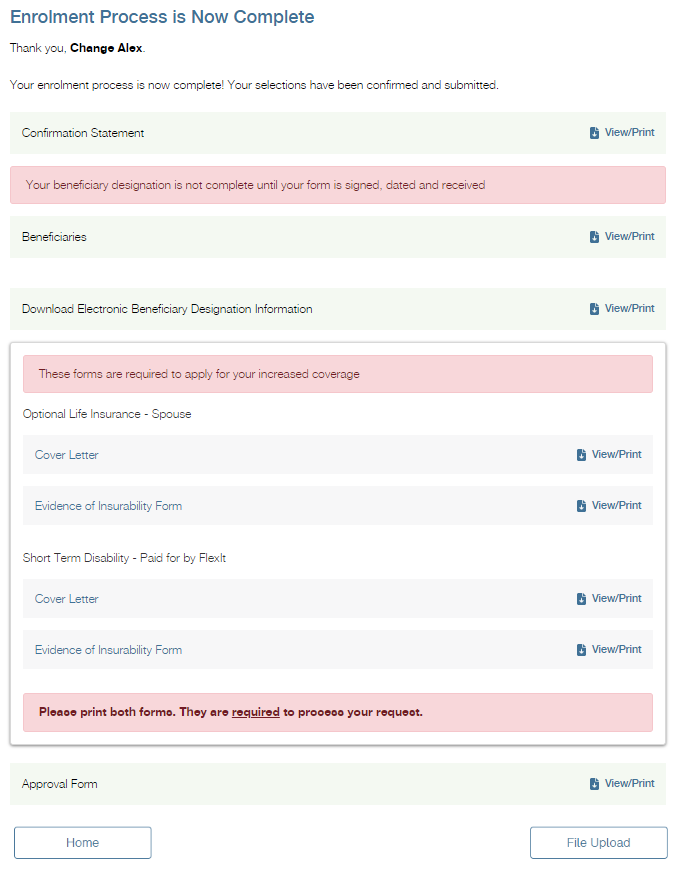 Enrolment Process is Now Complete
Thank you, Change Alex.
Your enrolment process is now complete! Your selections have been confirmed and submitted.
Confirmation Statement View/Print
Your beneficiary designation is not complete until your form is signed, dated and received
Beneficiaries View/Print
Download Electronic Beneficiary Designation Information View/Print
These forms are required to apply for your increased coverage
Optional Life Insurance - Spouse
Cover Letter View/Print
Evidence of Insurability Form View/Print
Short Term Disability - Paid for by FlexIt
Cover Letter View/Print
Evidence of Insurability Form View/Print
Please print both forms. They are required to process your request.
Approval Form View/Print
Home File Upload